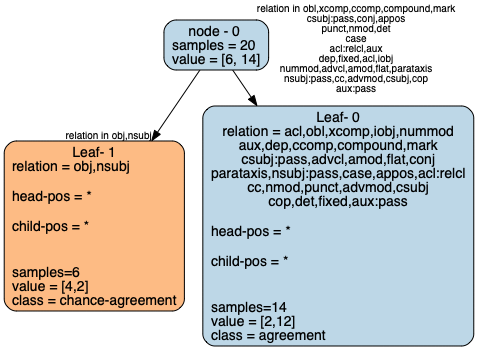 relation in obl,xcomp,ccomp,compound,mark
csubj:pass,conj,appos
punct,nmod,det
case
acl:relcl,aux
dep,fixed,acl,iobj
nummod,advcl,amod,flat,parataxis
nsubj:pass,cc,advmod,csubj,cop
aux:pass
node - 0
samples = 20
value = [6, 14]
relation in obj,nsubj
Leaf- 1
relation = obj,nsubj
head-pos = *
child-pos = *
samples=6
value = [4,2]
class = chance-agreement
Leaf- 0
relation = acl,obl,xcomp,iobj,nummod
aux,dep,ccomp,compound,mark
csubj:pass,advcl,amod,flat,conj
parataxis,nsubj:pass,case,appos,acl:relcl
cc,nmod,punct,advmod,csubj
cop,det,fixed,aux:pass
head-pos = *
child-pos = *
samples=14
value = [2,12]
class = agreement